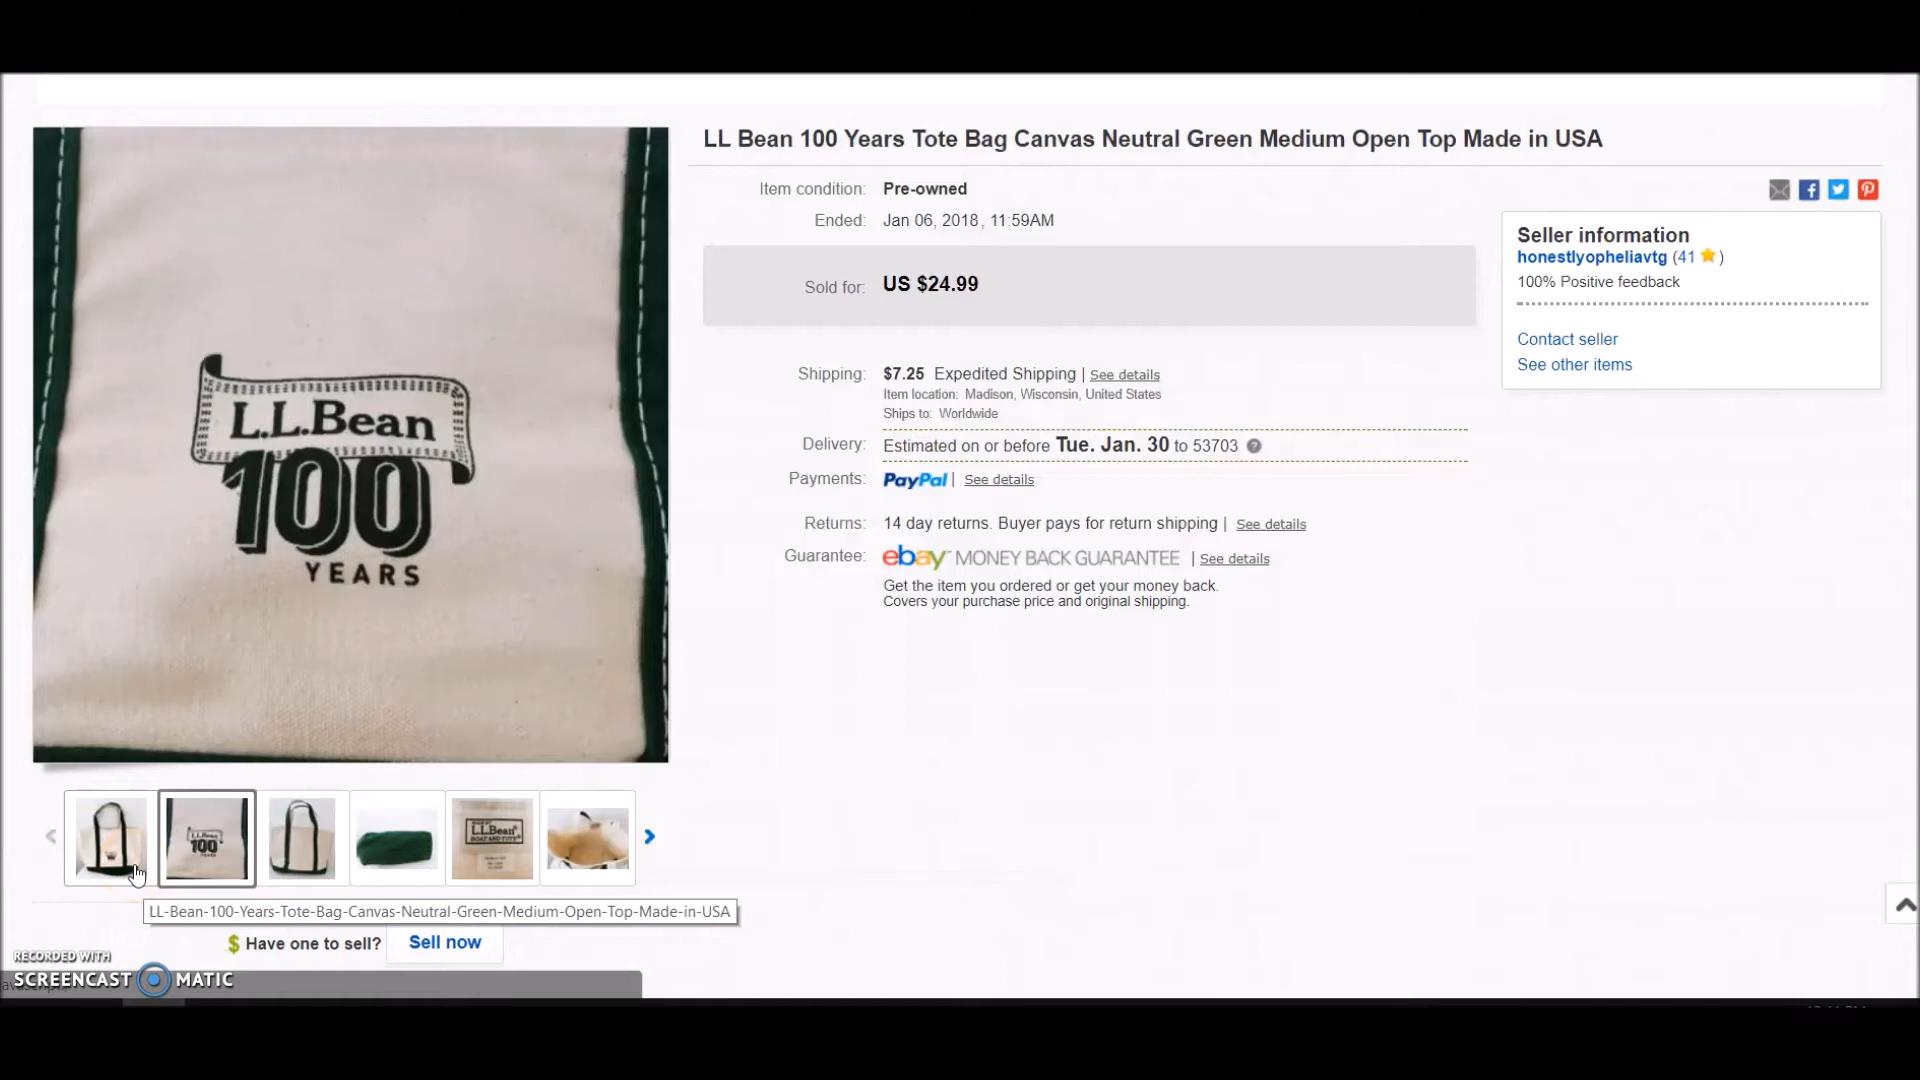 LL Bean 100 Years Tote Bag Canvas Neutral Green Medium Open Top Made in USA
Item condition: Pre-owned
Ended: Jan 06, 2018, 11:59AM
Sold for: US $24.99
Shipping: $7.25 Expedited Shipping | See details
Item location: Madison, Wisconsin, United States
Ships to: Worldwide
Delivery: Estimated on or before Tue. Jan. 30 to 53703
Payments: PayPal | See details
Returns: 14 day returns. Buyer pays for return shipping | See details
Guarantee: ebay MONEY BACK GUARANTEE | See details
Get the item you ordered or get your money back.
Covers your purchase price and original shipping.
Seller information
honestlyopheliavtg (41)
100% Positive feedback
Contact seller
See other items
L.L.Bean
100
YEARS
L.L.Bean
100
YEARS
L.L.Bean
BOAT AND TOTE
LL-Bean-100-Years-Tote-Bag-Canvas-Neutral-Green-Medium-Open-Top-Made-in-USA
$ Have one to sell? Sell now
RECORDED WITH
SCREENCAST MATIC